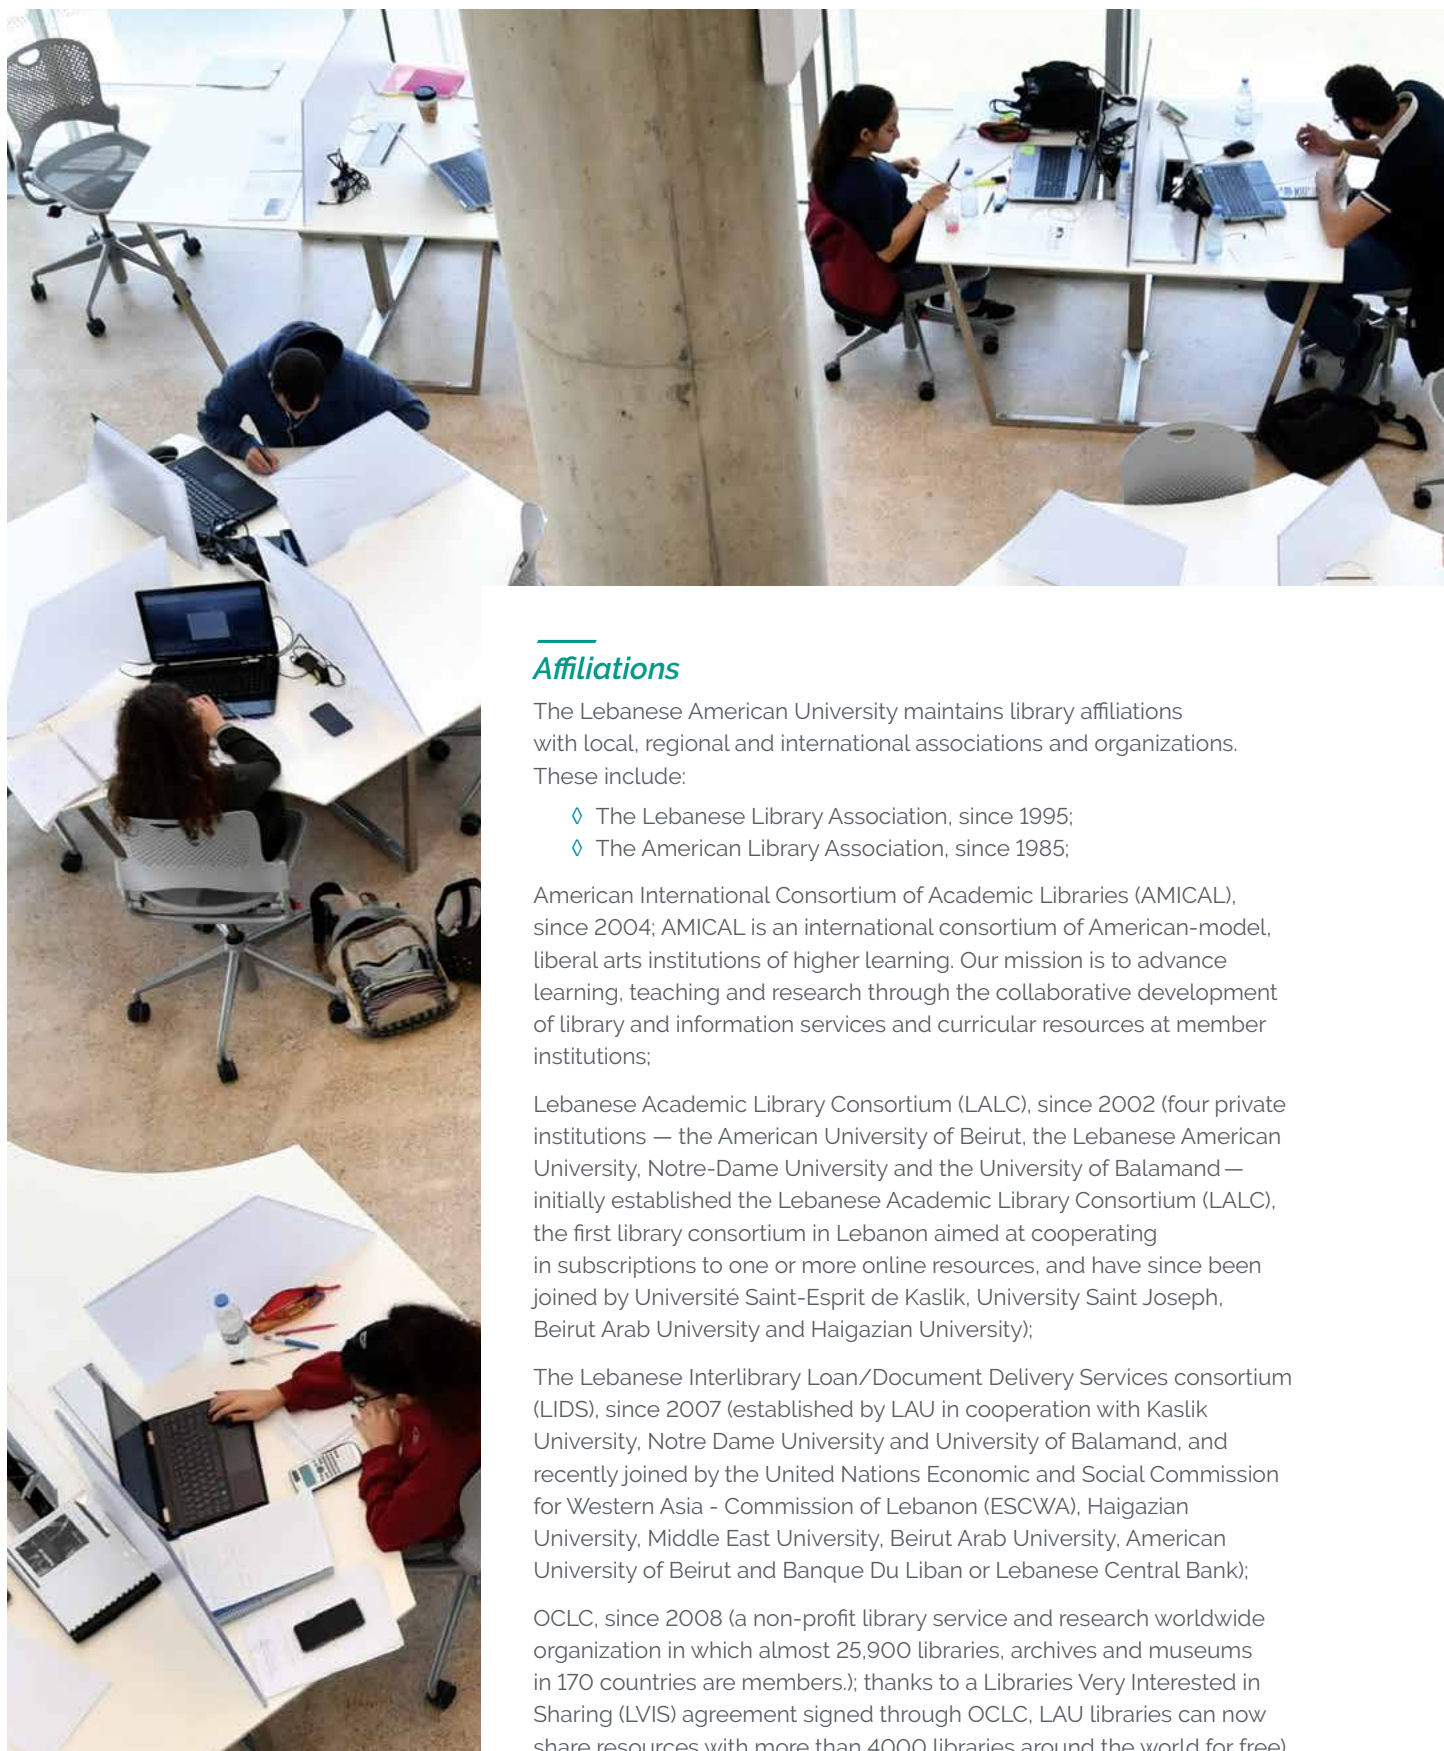 Affiliations
The Lebanese American University maintains library affiliations
with local, regional and international associations and organizations.
These include:
◊ The Lebanese Library Association, since 1995;
◊ The American Library Association, since 1985;
American International Consortium of Academic Libraries (AMICAL),
since 2004; AMICAL is an international consortium of American-model,
liberal arts institutions of higher learning. Our mission is to advance
learning, teaching and research through the collaborative development
of library and information services and curricular resources at member
institutions;
Lebanese Academic Library Consortium (LALC), since 2002 (four private
institutions — the American University of Beirut, the Lebanese American
University, Notre-Dame University and the University of Balamand —
initially established the Lebanese Academic Library Consortium (LALC),
the first library consortium in Lebanon aimed at cooperating
in subscriptions to one or more online resources, and have since been
joined by Université Saint-Esprit de Kaslik, University Saint Joseph,
Beirut Arab University and Haigazian University);
The Lebanese Interlibrary Loan/Document Delivery Services consortium
(LIDS), since 2007 (established by LAU in cooperation with Kaslik
University, Notre Dame University and University of Balamand, and
recently joined by the United Nations Economic and Social Commission
for Western Asia - Commission of Lebanon (ESCWA), Haigazian
University, Middle East University, Beirut Arab University, American
University of Beirut and Banque Du Liban or Lebanese Central Bank);
OCLC, since 2008 (a non-profit library service and research worldwide
organization in which almost 25,900 libraries, archives and museums
in 170 countries are members.); thanks to a Libraries Very Interested in
Sharing (LVIS) agreement signed through OCLC, LAU libraries can now
share resources with more than 4000 libraries around the world for free)